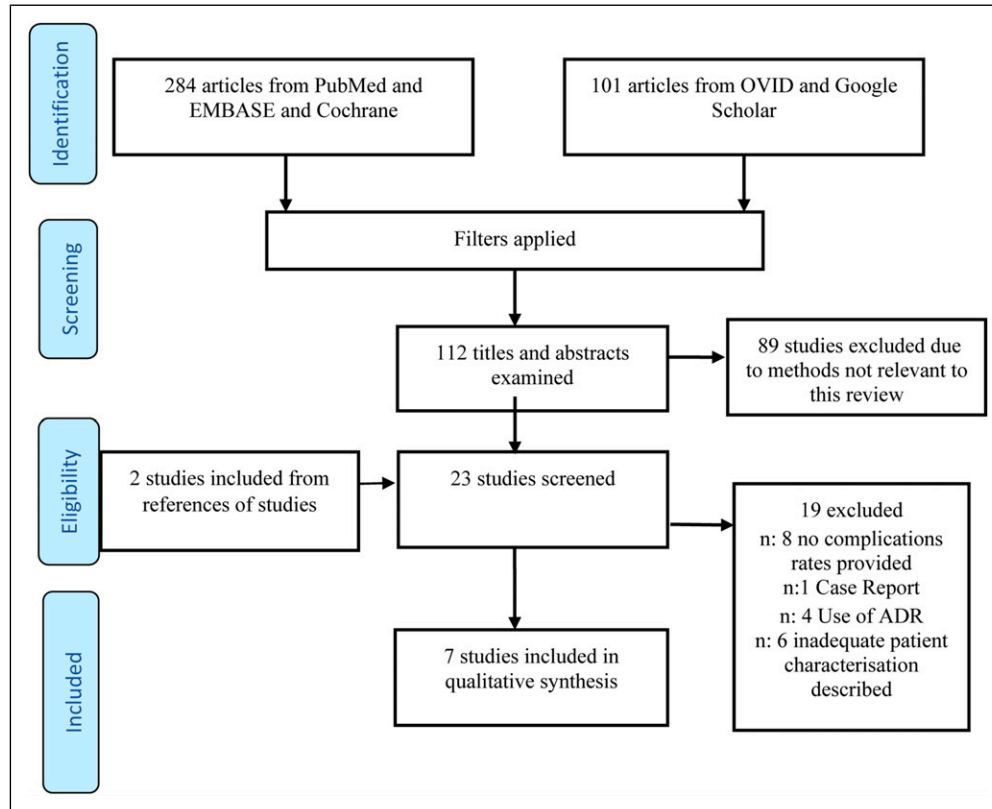 Identification
284 articles from PubMed and
EMBASE and Cochrane
101 articles from OVID and Google
Scholar
Screening
Filters applied
112 titles and abstracts
examined
89 studies excluded due
to methods not relevant to
this review
Eligibility
2 studies included from
references of studies
23 studies screened
19 excluded
n: 8 no complications
rates provided
n:1 Case Report
n: 4 Use of ADR
n: 6 inadequate patient
characterisation
described
Included
7 studies included in
qualitative synthesis